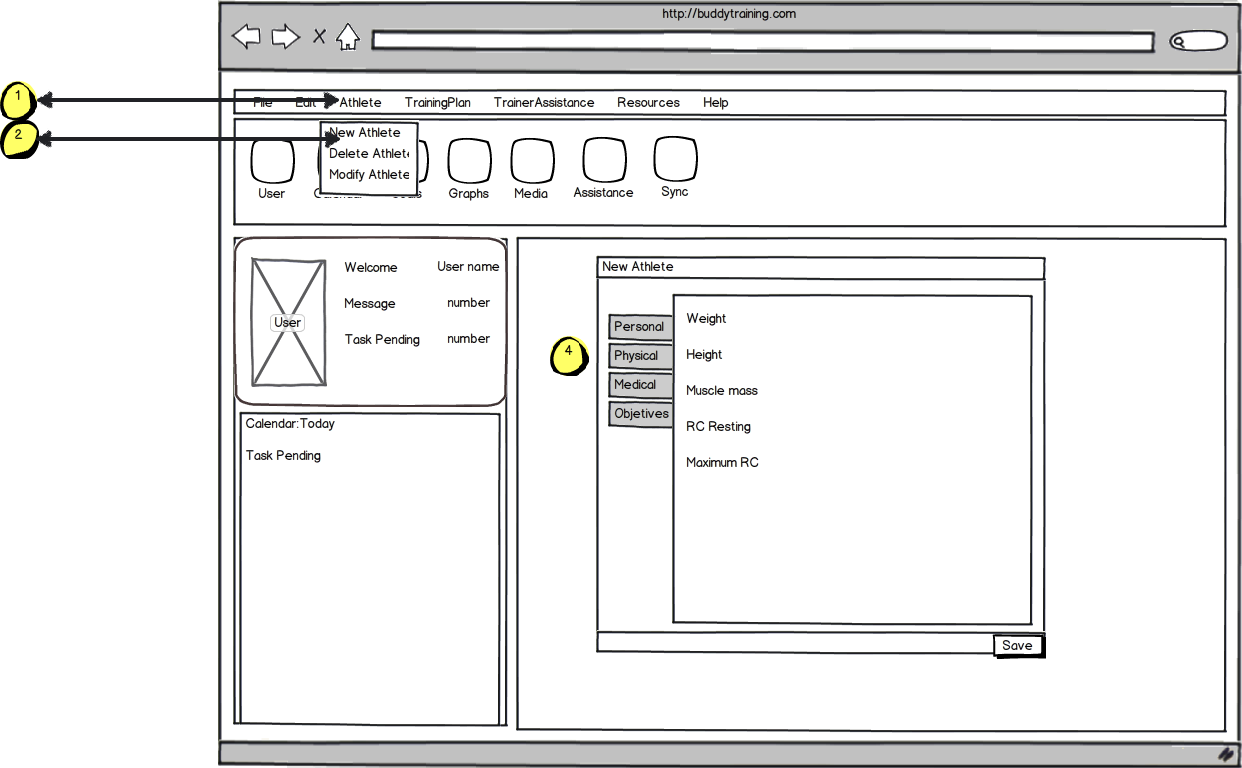 http://buddytraining.com
1
File Edit Athlete TrainingPlan TrainerAssistance Resources Help
2
New Athlete
Delete Athlete
Modify Athlete
User Graphs Media Assistance Sync
User
Welcome User name
Message number
Task Pending number
Calendar:Today
Task Pending
New Athlete
4
Personal
Physical
Medical
Objetives
Weight
Height
Muscle mass
RC Resting
Maximum RC
Save